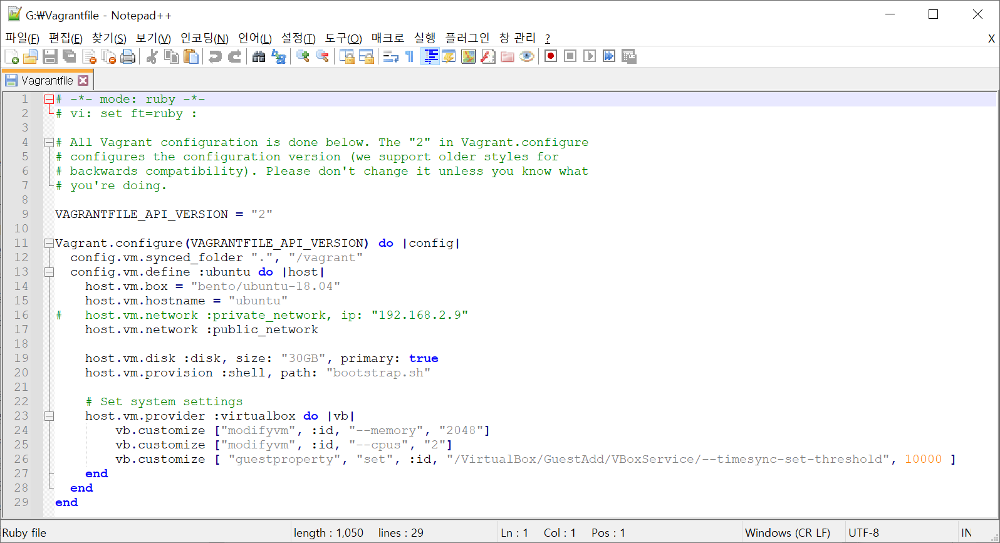 G:₩Vagrantfile - Notepad++
파일(F) 편집(E) 찾기(S) 보기(V) 인코딩(N) 언어(L) 설정(T) 도구(O) 매크로 실행 플러그인 창 관리 ? X
Vagrantfile
1 # -*- mode: ruby -*-
2 # vi: set ft=ruby :
3
4 # All Vagrant configuration is done below. The "2" in Vagrant.configure
5 # configures the configuration version (we support older styles for
6 # backwards compatibility). Please don't change it unless you know what
7 # you're doing.
8
9 VAGRANTFILE_API_VERSION = "2"
10
11 Vagrant.configure(VAGRANTFILE_API_VERSION) do |config|
12   config.vm.synced_folder ".", "/vagrant"
13   config.vm.define :ubuntu do |host|
14     host.vm.box = "bento/ubuntu-18.04"
15     host.vm.hostname = "ubuntu"
16 #   host.vm.network :private_network, ip: "192.168.2.9"
17     host.vm.network :public_network
18
19     host.vm.disk :disk, size: "30GB", primary: true
20     host.vm.provision :shell, path: "bootstrap.sh"
21
22     # Set system settings
23     host.vm.provider :virtualbox do |vb|
24         vb.customize ["modifyvm", :id, "--memory", "2048"]
25         vb.customize ["modifyvm", :id, "--cpus", "2"]
26         vb.customize [ "guestproperty", "set", :id, "/VirtualBox/GuestAdd/VBoxService/--timesync-set-threshold", 10000 ]
27     end
28   end
29 end
Ruby file length : 1,050 lines : 29 Ln : 1 Col : 1 Pos : 1 Windows (CR LF) UTF-8 IN